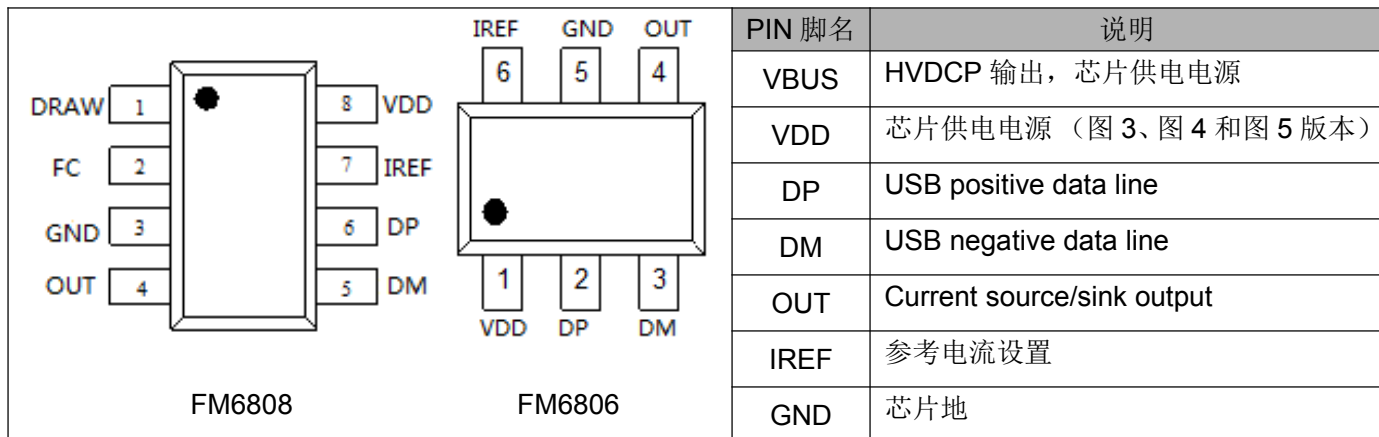 DRAW 1 8 VDD
FC 2 7 IREF
GND 3 6 DP
OUT 4 5 DM
FM6808
IREF GND OUT
6 5 4
1 2 3
VDD DP DM
FM6806
PIN 脚名 说明
VBUS HVDCP 输出，芯片供电电源
VDD 芯片供电电源 （图 3、图 4 和图 5 版本）
DP USB positive data line
DM USB negative data line
OUT Current source/sink output
IREF 参考电流设置
GND 芯片地